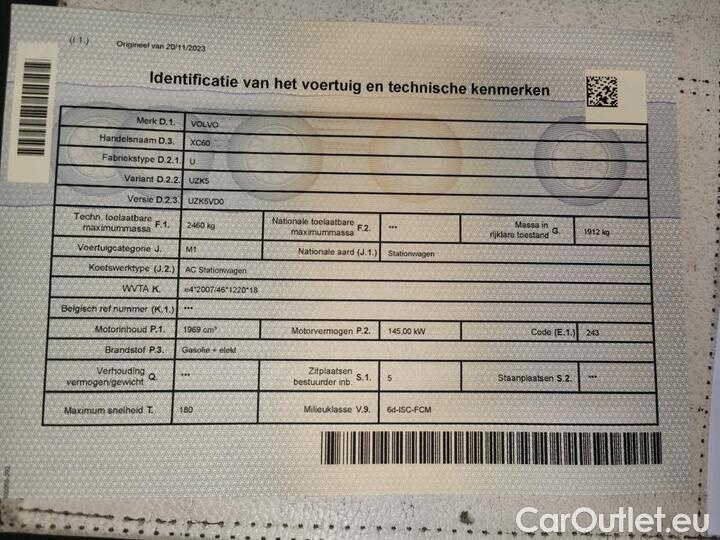 (I.1.)
Origineel van 20/11/2023
Identificatie van het voertuig en technische kenmerken
Merk D.1. VOLVO
Handelsnaam D.3. XC60
Fabriekstype D.2.1. U
Variant D.2.2. UZK5
Versie D.2.3. UZK5VD0
Techn. toelaatbare maximummassa F.1. 2460 kg Nationale toelaatbare maximummassa F.2. *** Massa in rijklare toestand G. 1912 kg
Voertuigcategorie J. M1 Nationale aard (J.1.) Stationwagen
Koetswerktype (J.2.) AC Stationwagen
WVTA K. e4*2007/46*1220*18
Belgisch ref.nummer (K.1.) ***
Motorinhoud P.1. 1969 cm³ Motorvermogen P.2. 145,00 kW Code (E.1.) 243
Brandstof P.3. Gasolie + elekt
Verhouding vermogen/gewicht Q. *** Zitplaatsen bestuurder inb. S.1. 5 Staanplaatsen S.2. ***
Maximum snelheid T. 180 Milieuklasse V.9. 6d-ISC-FCM
CarOutlet.eu